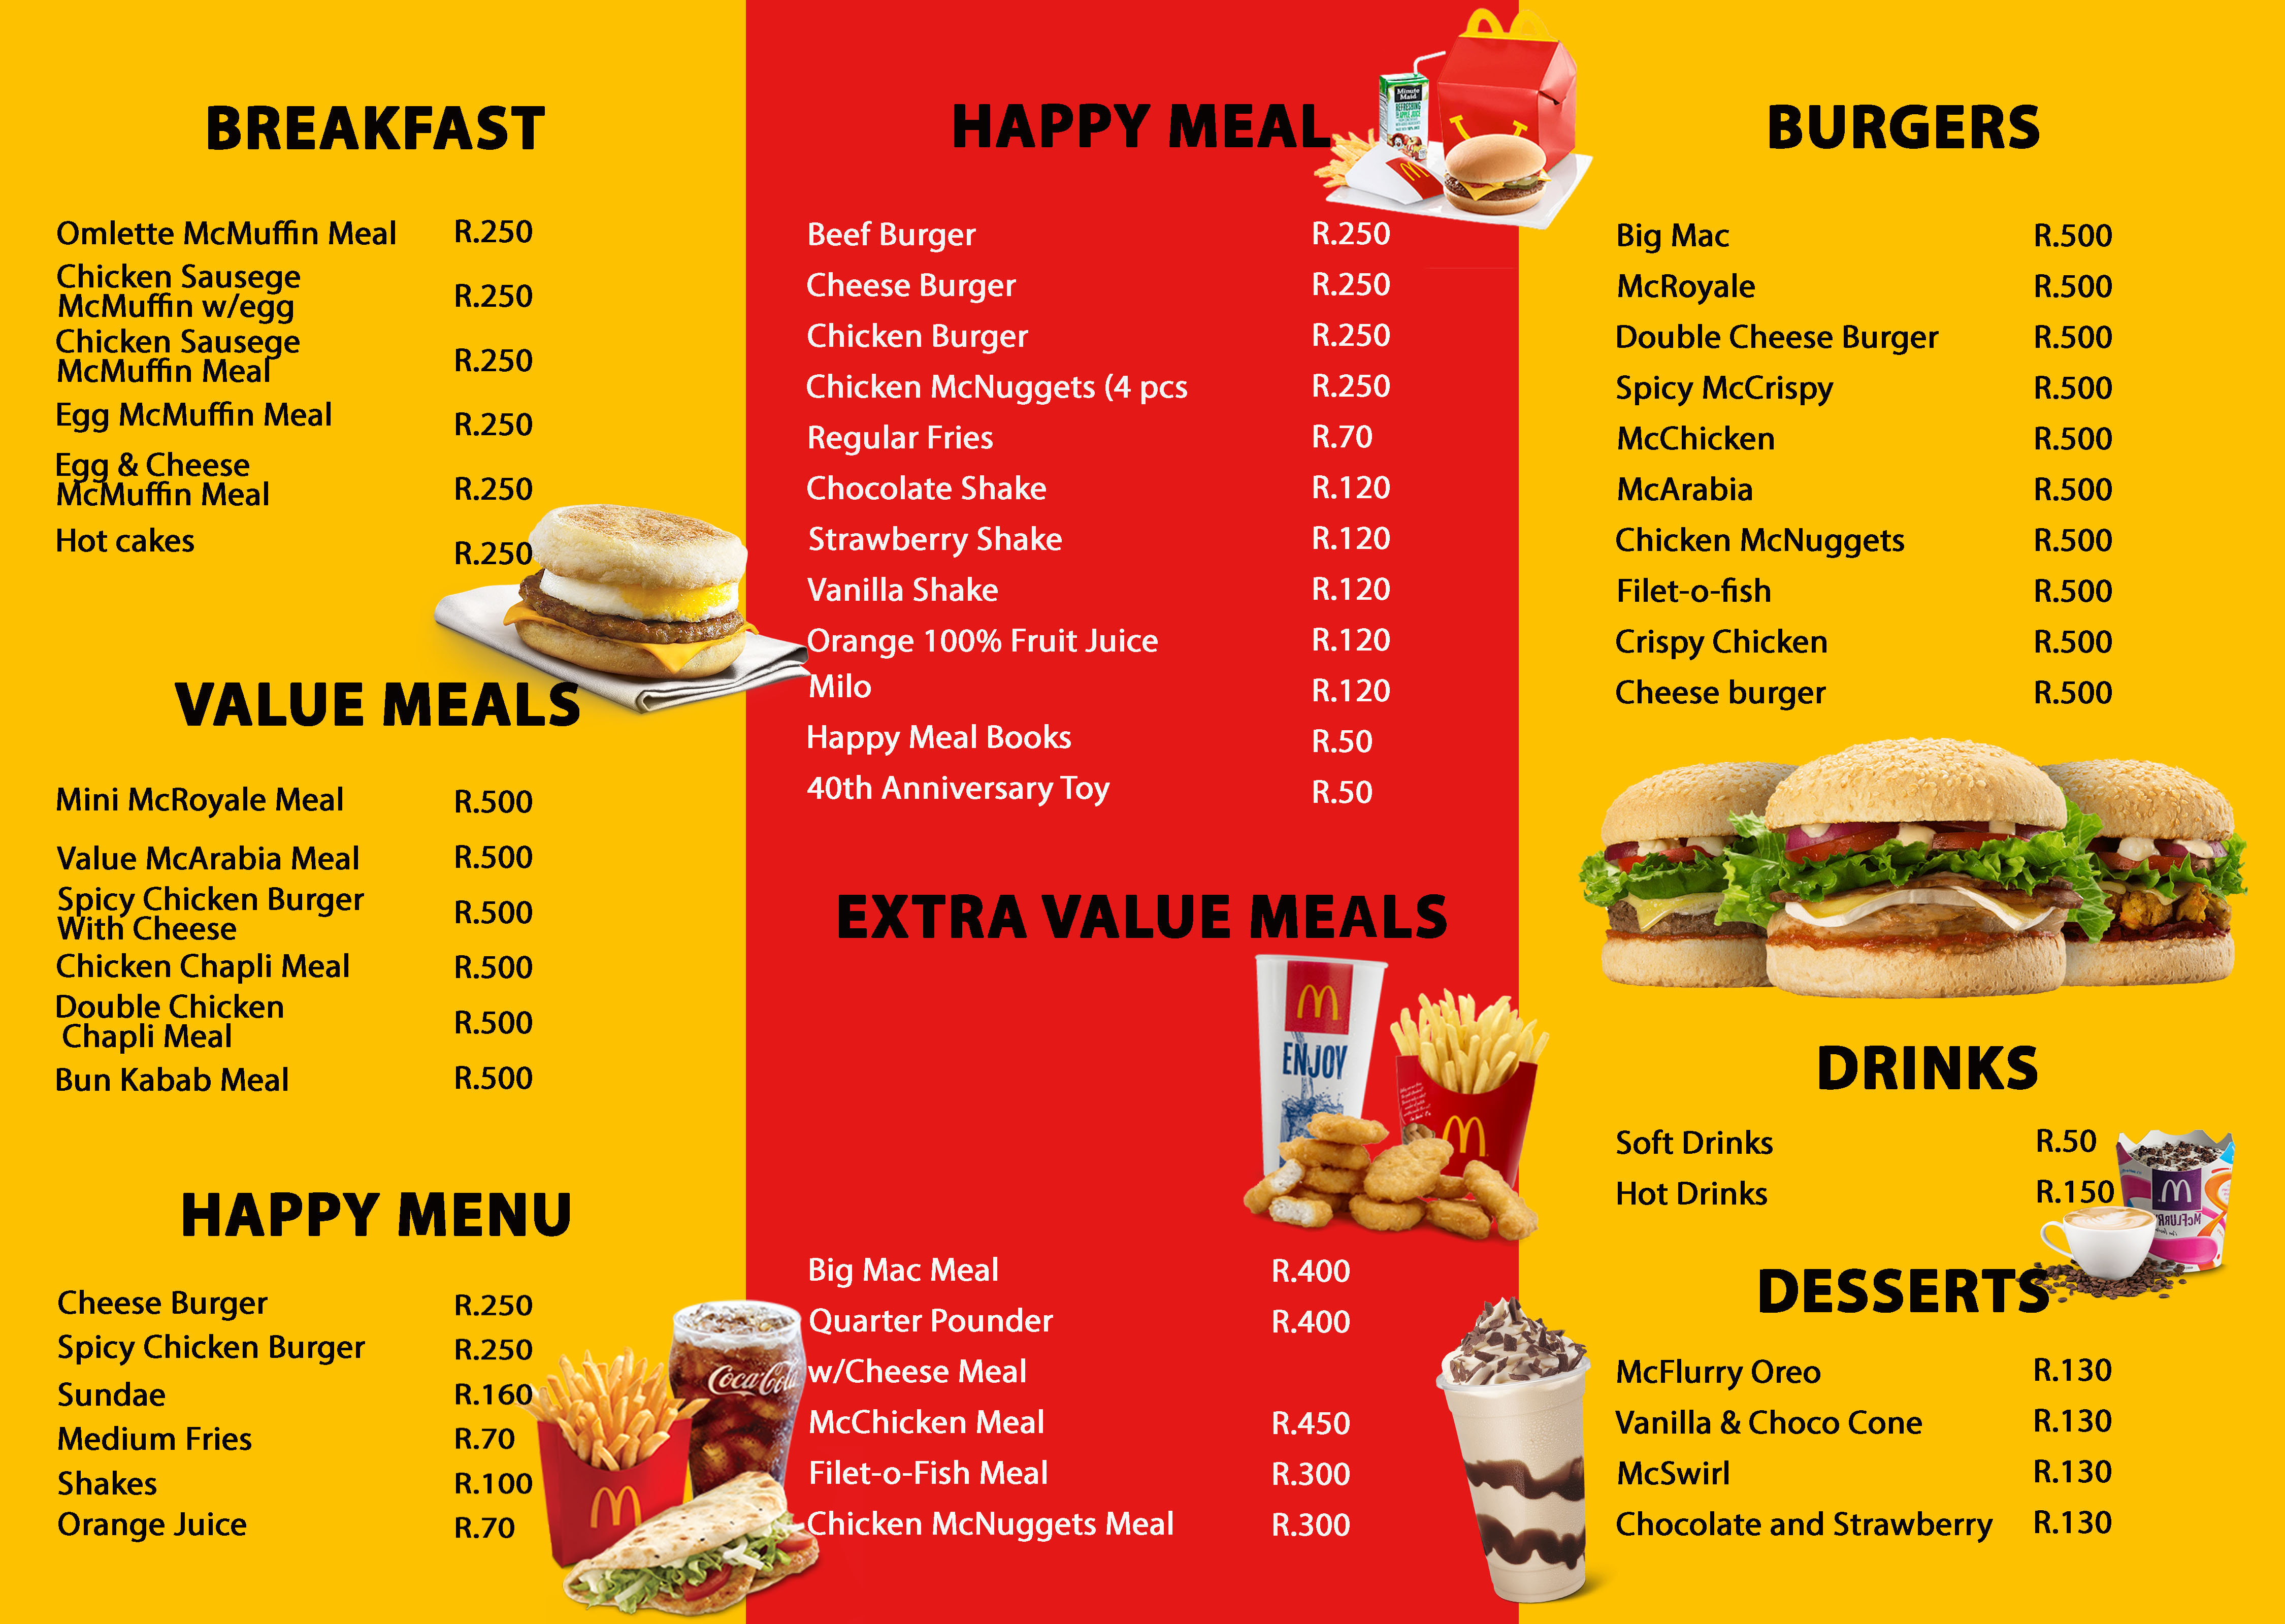 BREAKFAST
Omlette McMuffin Meal R.250
Chicken Sausege
McMuffin w/egg R.250
Chicken Sausege
McMuffin Meal R.250
Egg McMuffin Meal R.250
Egg & Cheese
McMuffin Meal R.250
Hot cakes R.250
VALUE MEALS
Mini McRoyale Meal R.500
Value McArabia Meal R.500
Spicy Chicken Burger
With Cheese R.500
Chicken Chapli Meal R.500
Double Chicken
Chapli Meal R.500
Bun Kabab Meal R.500
HAPPY MENU
Cheese Burger R.250
Spicy Chicken Burger R.250
Sundae R.160
Medium Fries R.70
Shakes R.100
Orange Juice R.70
Coca-Cola
HAPPY MEAL
Minute
Maid
REFRESHING
APPLE JUICE
Beef Burger R.250
Cheese Burger R.250
Chicken Burger R.250
Chicken McNuggets (4 pcs R.250
Regular Fries R.70
Chocolate Shake R.120
Strawberry Shake R.120
Vanilla Shake R.120
Orange 100% Fruit Juice R.120
Milo R.120
Happy Meal Books R.50
40th Anniversary Toy R.50
EXTRA VALUE MEALS
ENJOY
Big Mac Meal R.400
Quarter Pounder R.400
w/Cheese Meal
McChicken Meal R.450
Filet-o-Fish Meal R.300
Chicken McNuggets Meal R.300
BURGERS
Big Mac R.500
McRoyale R.500
Double Cheese Burger R.500
Spicy McCrispy R.500
McChicken R.500
McArabia R.500
Chicken McNuggets R.500
Filet-o-fish R.500
Crispy Chicken R.500
Cheese burger R.500
DRINKS
Soft Drinks R.50
Hot Drinks R.150
McFLURRY
DESSERTS
McFlurry Oreo R.130
Vanilla & Choco Cone R.130
McSwirl R.130
Chocolate and Strawberry R.130